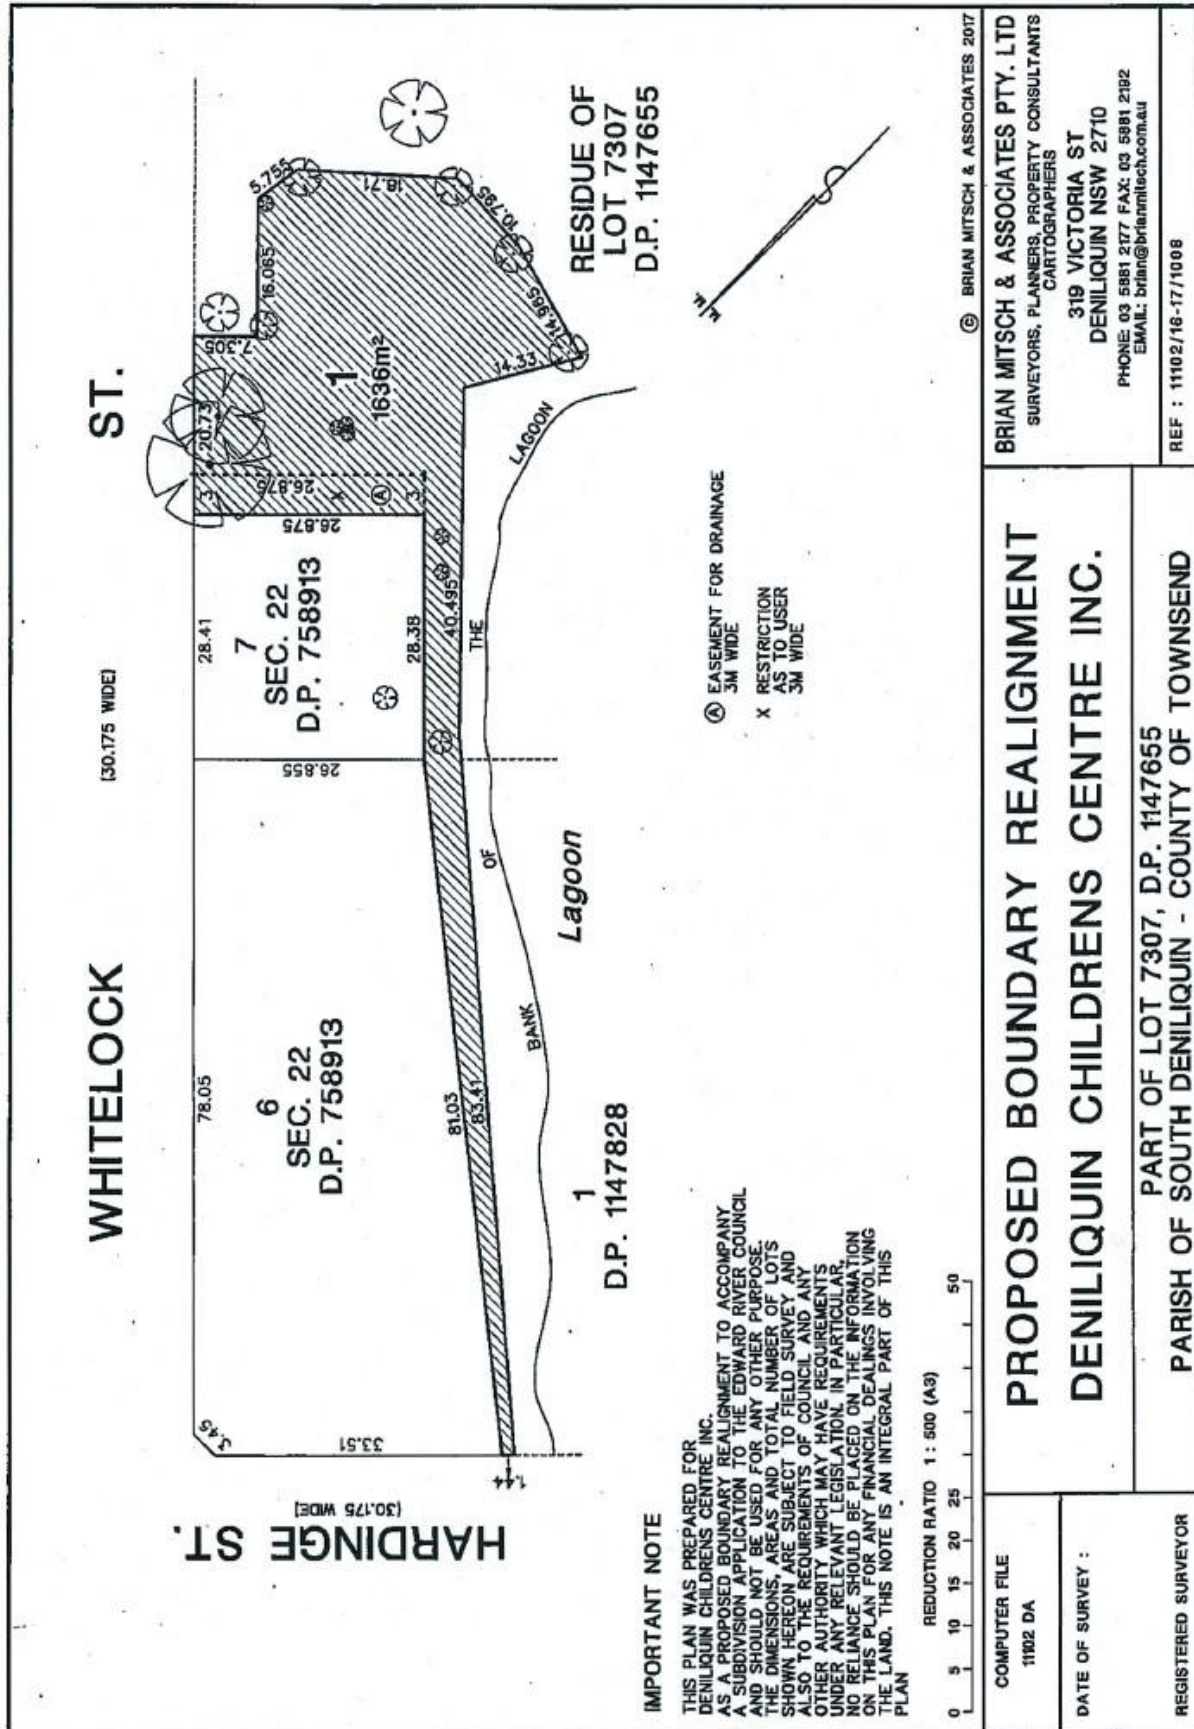 WHITELOCK
ST.
(30.175 WIDE)
HARDINGE ST.
(30.175 WIDE)
3.45
78.05
28.41
20.73
7.305
16.085
5.755
18.71
10.795
14.985
14.33
33.51
1.44
6
SEC. 22
D.P. 758913
26.855
7
SEC. 22
D.P. 758913
26.875
3
26.875
X
A
3
1
1636m²
28.38
40.495
81.03
83.41
RESIDUE OF
LOT 7307
D.P. 1147655
BANK OF THE LAGOON
Lagoon
1
D.P. 1147828
A EASEMENT FOR DRAINAGE
3M WIDE
X RESTRICTION
AS TO USER
3M WIDE
M.
IMPORTANT NOTE
THIS PLAN WAS PREPARED FOR
DENILIQUIN CHILDRENS CENTRE INC.
AS A PROPOSED BOUNDARY REALIGNMENT TO ACCOMPANY
A SUBDIVISION APPLICATION TO THE EDWARD RIVER COUNCIL
AND SHOULD NOT BE USED FOR ANY OTHER PURPOSE.
THE DIMENSIONS, AREAS AND TOTAL NUMBER OF LOTS
SHOWN HEREON ARE SUBJECT TO FIELD SURVEY AND
ALSO TO THE REQUIREMENTS OF COUNCIL AND ANY
OTHER AUTHORITY WHICH MAY HAVE REQUIREMENTS
UNDER ANY RELEVANT LEGISLATION. IN PARTICULAR,
NO RELIANCE SHOULD BE PLACED ON THE INFORMATION
ON THIS PLAN FOR ANY FINANCIAL DEALINGS INVOLVING
THE LAND. THIS NOTE IS AN INTEGRAL PART OF THIS
PLAN
REDUCTION RATIO 1 : 500 (A3)
0 5 10 15 20 25 50
© BRIAN MITSCH & ASSOCIATES 2017
COMPUTER FILE
11102 DA
DATE OF SURVEY :
REGISTERED SURVEYOR
PROPOSED BOUNDARY REALIGNMENT
DENILIQUIN CHILDRENS CENTRE INC.
PART OF LOT 7307, D.P. 1147655
PARISH OF SOUTH DENILIQUIN - COUNTY OF TOWNSEND
BRIAN MITSCH & ASSOCIATES PTY. LTD
SURVEYORS, PLANNERS, PROPERTY CONSULTANTS
CARTOGRAPHERS
319 VICTORIA ST
DENILIQUIN NSW 2710
PHONE: 03 5881 2177 FAX: 03 5881 2192
EMAIL: brian@brianmitsch.com.au
REF : 11102/16-17/1008